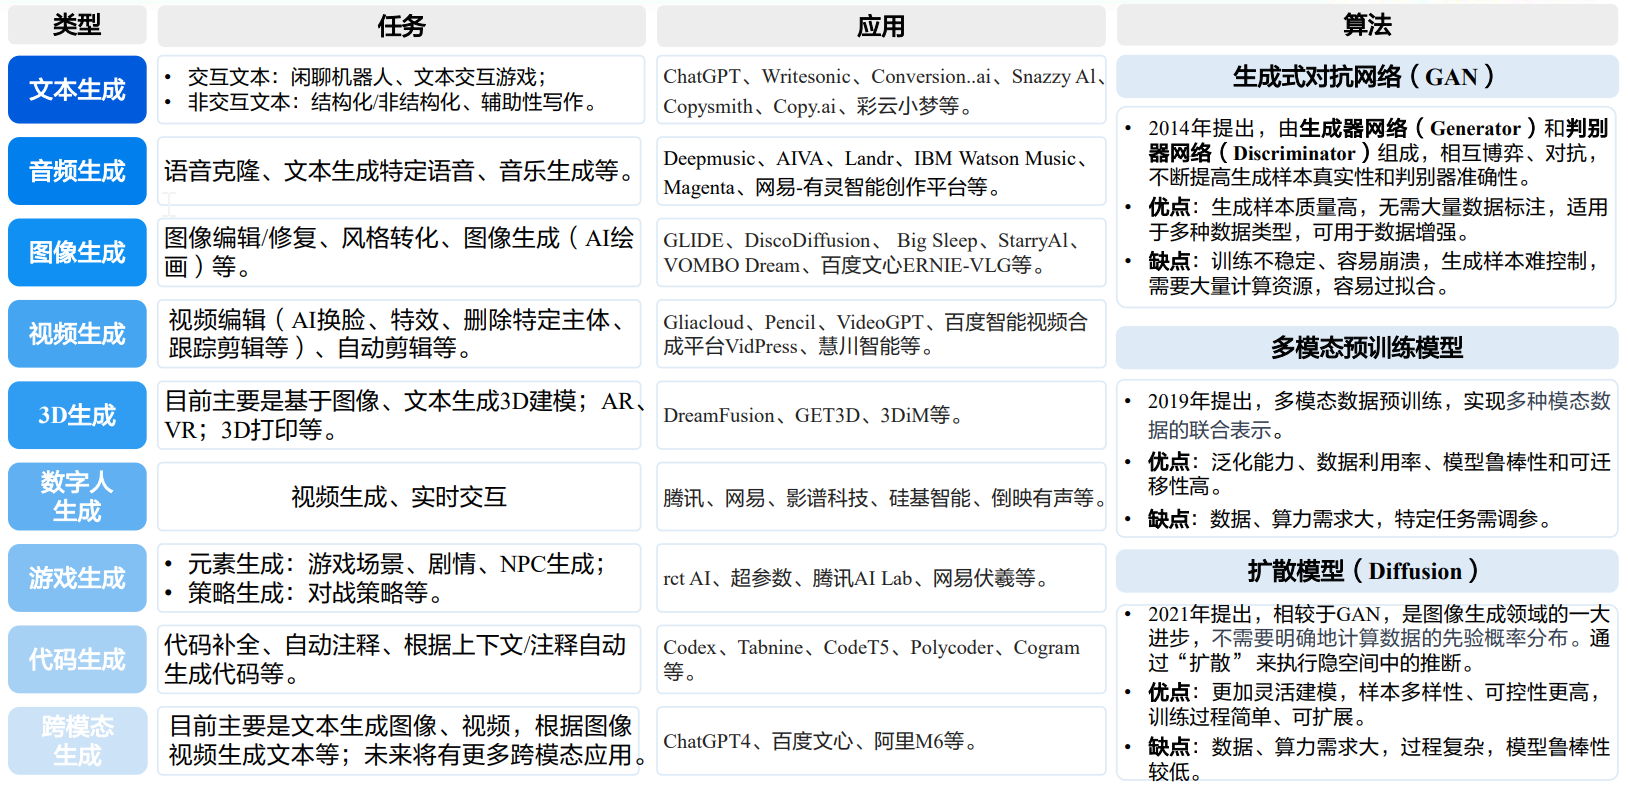 类型
任务
应用
算法
文本生成
• 交互文本：闲聊机器人、文本交互游戏；
• 非交互文本：结构化/非结构化、辅助性写作。
ChatGPT、Writesonic、Conversion..ai、Snazzy Al、
Copysmith、Copy.ai、彩云小梦等。
音频生成
语音克隆、文本生成特定语音、音乐生成等。
Deepmusic、AIVA、Landr、IBM Watson Music、
Magenta、网易-有灵智能创作平台等。
图像生成
图像编辑/修复、风格转化、图像生成（AI绘
画）等。
GLIDE、DiscoDiffusion、 Big Sleep、StarryAl、
VOMBO Dream、百度文心ERNIE-VLG等。
视频生成
视频编辑（AI换脸、特效、删除特定主体、
跟踪剪辑等）、自动剪辑等。
Gliacloud、Pencil、VideoGPT、百度智能视频合
成平台VidPress、慧川智能等。
3D生成
目前主要是基于图像、文本生成3D建模；AR、
VR；3D打印等。
DreamFusion、GET3D、3DiM等。
数字人
生成
视频生成、实时交互
腾讯、网易、影谱科技、硅基智能、倒映有声等。
游戏生成
• 元素生成：游戏场景、剧情、NPC生成；
• 策略生成：对战策略等。
rct AI、超参数、腾讯AI Lab、网易伏羲等。
代码生成
代码补全、自动注释、根据上下文/注释自动
生成代码等。
Codex、Tabnine、CodeT5、Polycoder、Cogram
等。
跨模态
生成
目前主要是文本生成图像、视频，根据图像
视频生成文本等；未来将有更多跨模态应用。
ChatGPT4、百度文心、阿里M6等。
生成式对抗网络（GAN）
• 2014年提出，由生成器网络（Generator）和判别
器网络（Discriminator）组成，相互博弈、对抗，
不断提高生成样本真实性和判别器准确性。
• 优点：生成样本质量高，无需大量数据标注，适用
于多种数据类型，可用于数据增强。
• 缺点：训练不稳定、容易崩溃，生成样本难控制，
需要大量计算资源，容易过拟合。
多模态预训练模型
• 2019年提出，多模态数据预训练，实现多种模态数
据的联合表示。
• 优点：泛化能力、数据利用率、模型鲁棒性和可迁
移性高。
• 缺点：数据、算力需求大，特定任务需调参。
扩散模型（Diffusion）
• 2021年提出，相较于GAN，是图像生成领域的一大
进步，不需要明确地计算数据的先验概率分布。通
过“扩散” 来执行隐空间中的推断。
• 优点：更加灵活建模，样本多样性、可控性更高，
训练过程简单、可扩展。
• 缺点：数据、算力需求大，过程复杂，模型鲁棒性
较低。